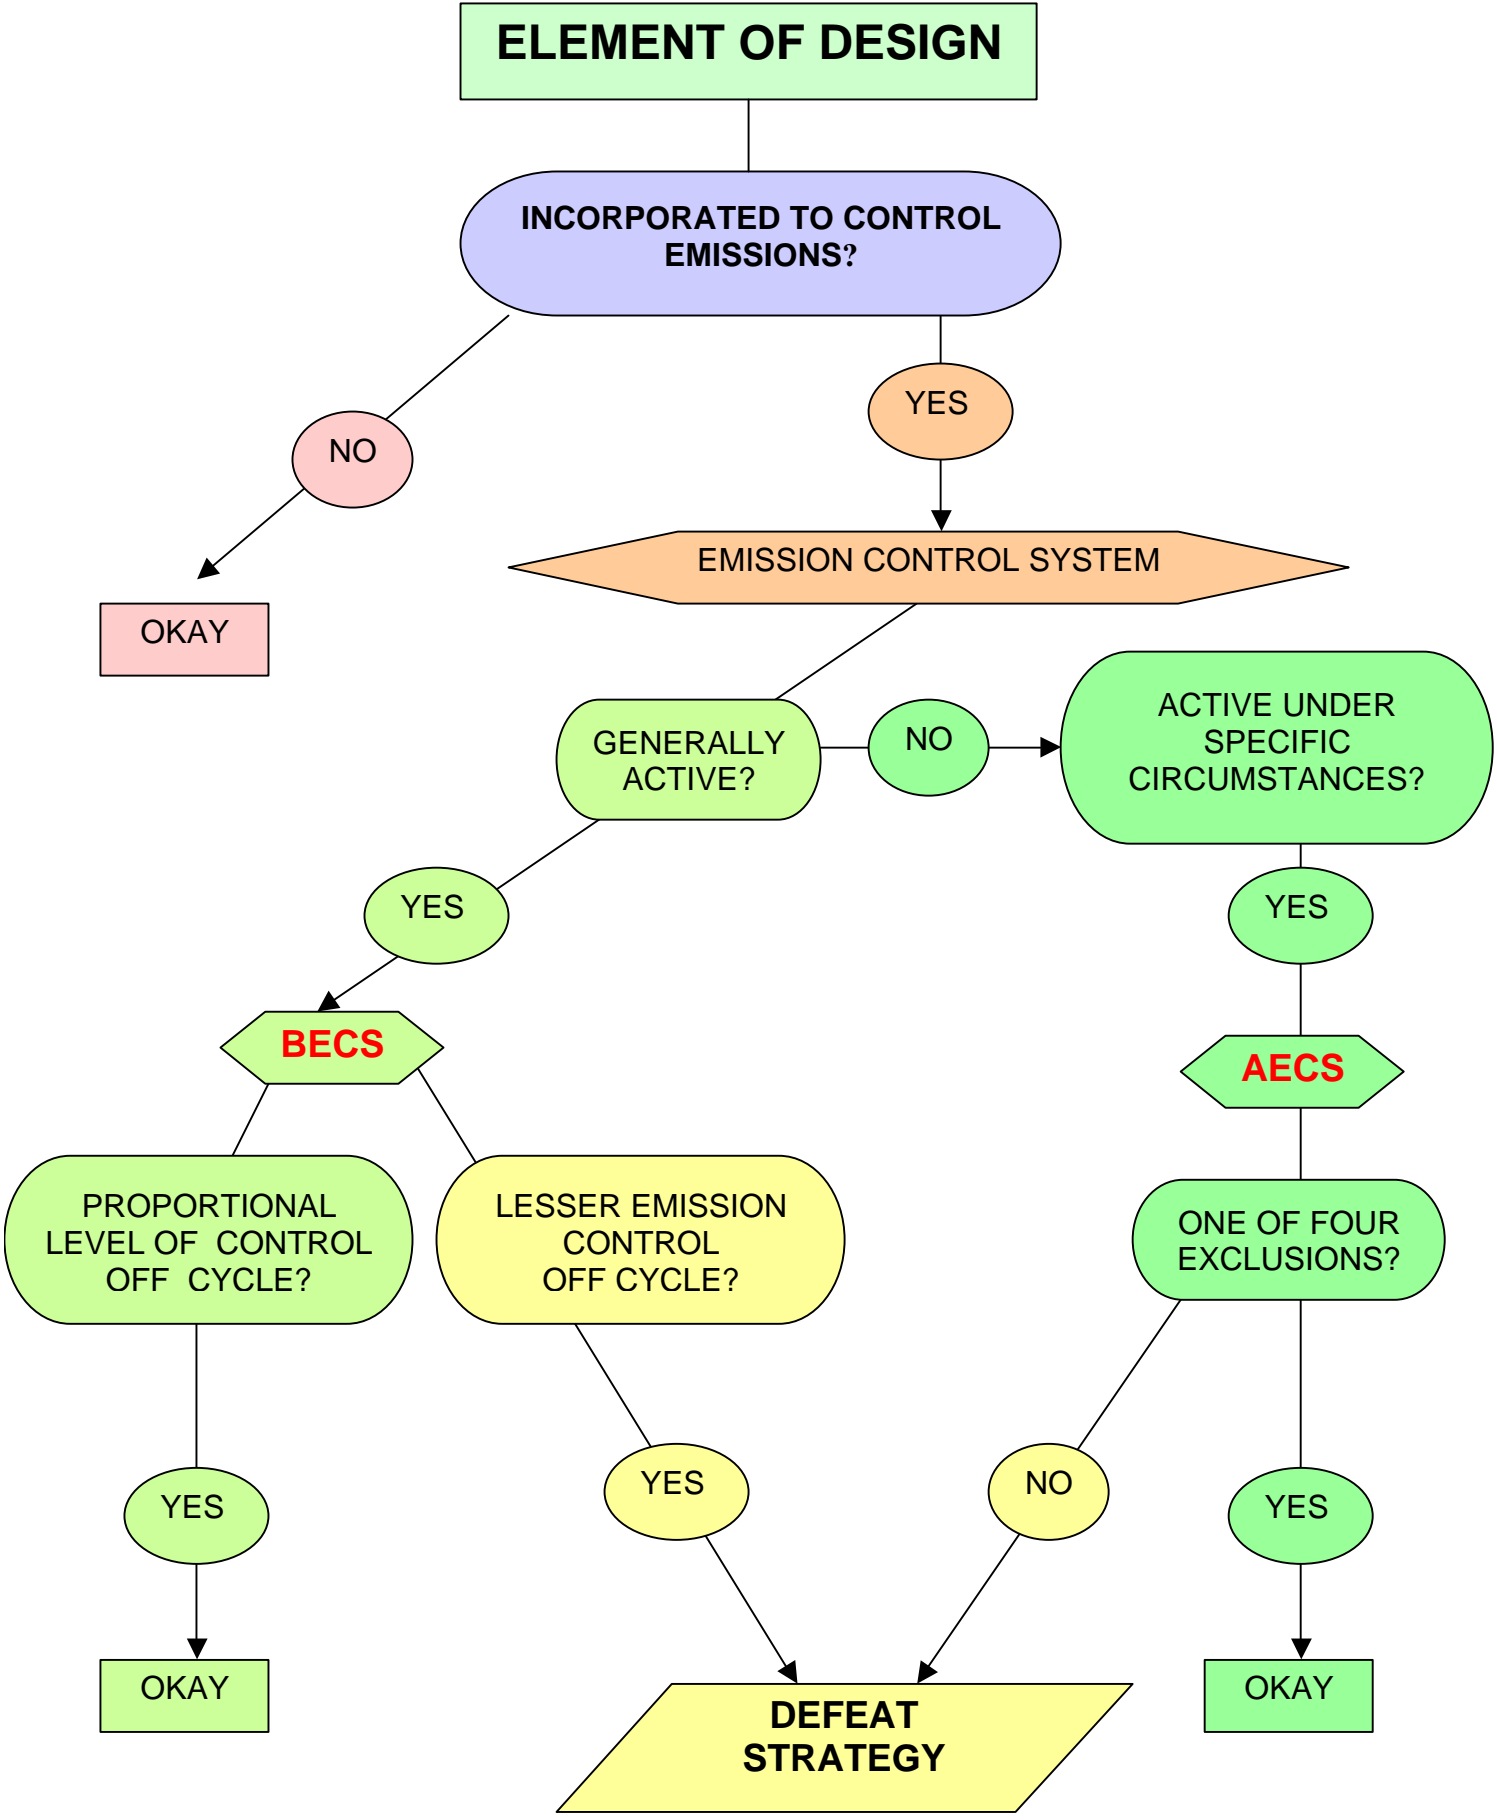 ELEMENT OF DESIGN
INCORPORATED TO CONTROL
EMISSIONS?
YES
NO
EMISSION CONTROL SYSTEM
OKAY
GENERALLY
ACTIVE?
NO
ACTIVE UNDER
SPECIFIC
CIRCUMSTANCES?
YES
YES
BECS
AECS
PROPORTIONAL
LEVEL OF CONTROL
OFF CYCLE?
LESSER EMISSION
CONTROL
OFF CYCLE?
ONE OF FOUR
EXCLUSIONS?
YES
YES
NO
YES
OKAY
DEFEAT
STRATEGY
OKAY